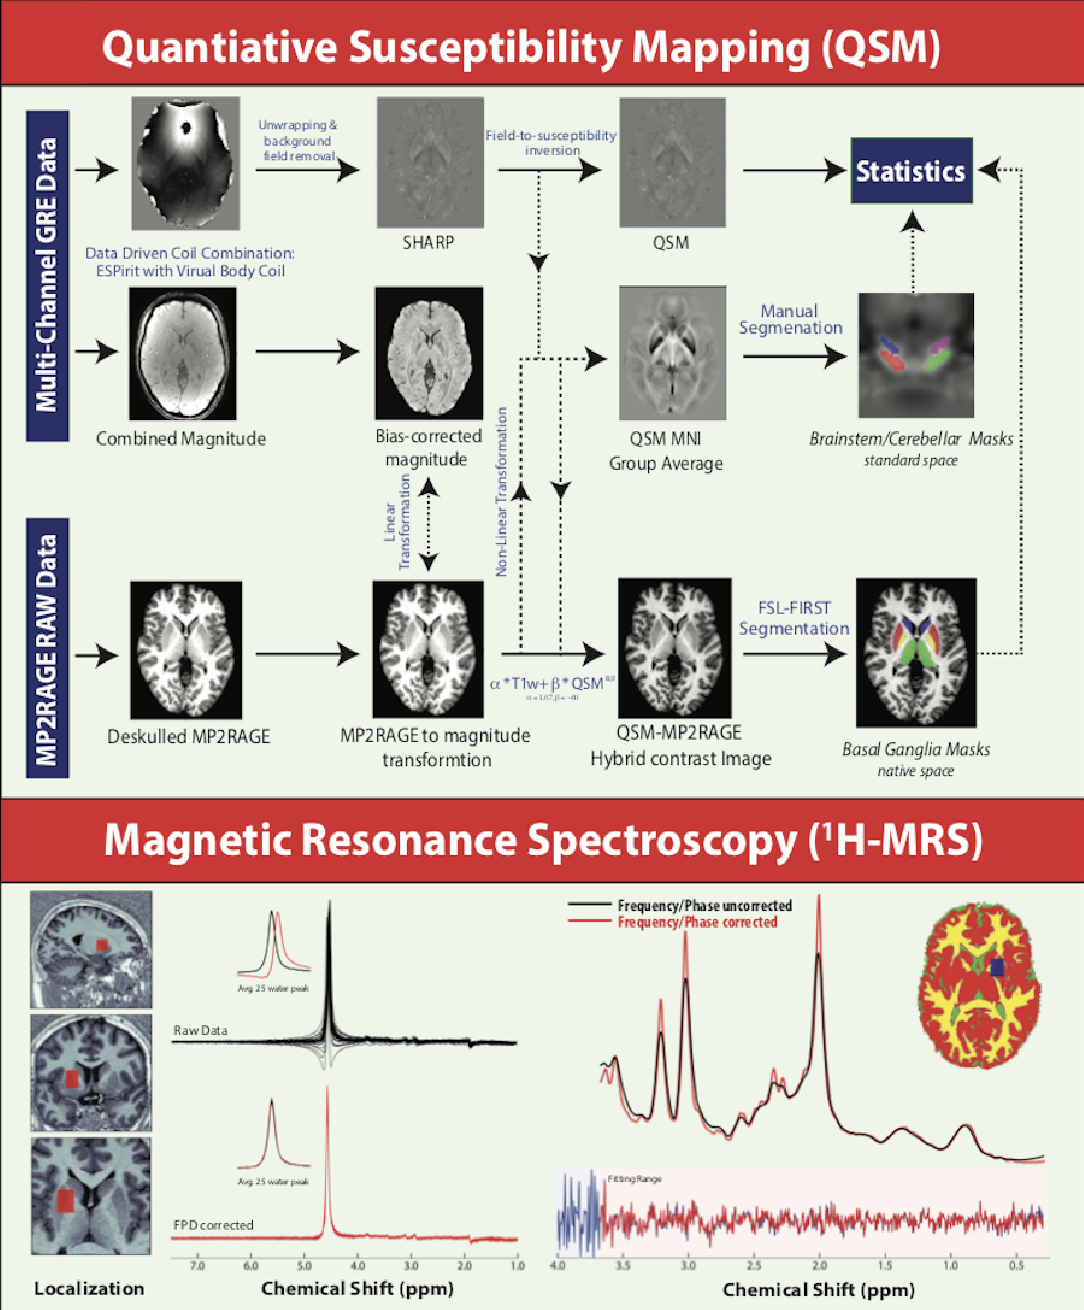 Quantiative Susceptibility Mapping (QSM)
Multi-Channel GRE Data
Unwrapping &
background
field removal
Field-to-susceptibility
inversion
Statistics
SHARP
QSM
Data Driven Coil Combination:
ESPirit with Virual Body Coil
Manual
Segmenation
Combined Magnitude
Bias-corrected
magnitude
QSM MNI
Group Average
Brainstem/Cerebellar Masks
standard space
Linear
Transformation
Non-Linear Transformation
MP2RAGE RAW Data
FSL-FIRST
Segmentation
α*T1w+β*QSM
Deskulled MP2RAGE
MP2RAGE to magnitude
transformtion
QSM-MP2RAGE
Hybrid contrast Image
Basal Ganglia Masks
native space
Magnetic Resonance Spectroscopy (¹H-MRS)
Frequency/Phase uncorrected
Frequency/Phase corrected
Avg 25 water peak
Raw Data
Avg 25 water peak
Fitting Range
FPD corrected
7.0 6.0 5.0 4.0 3.0 2.0 1.0
4.0 3.5 3.0 2.5 2.0 1.5 1.0 0.5
Localization
Chemical Shift (ppm)
Chemical Shift (ppm)